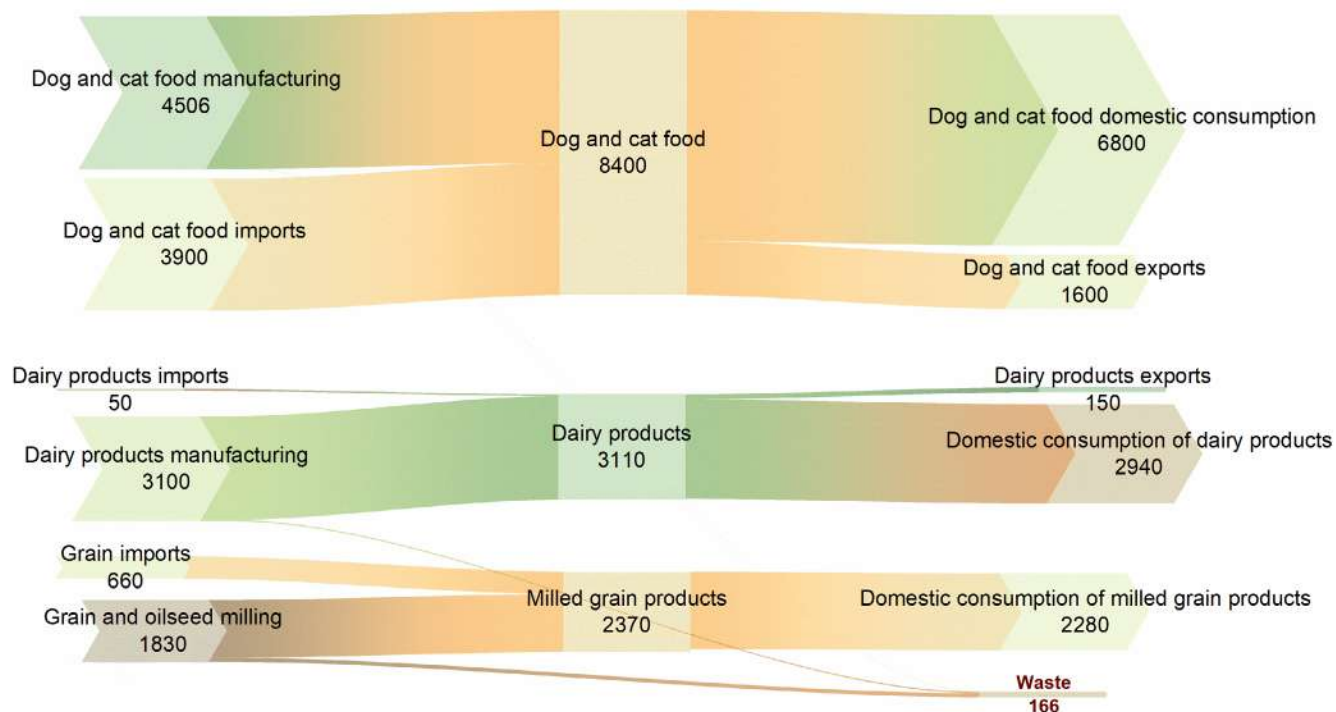 Dog and cat food manufacturing
4506
Dog and cat food imports
3900
Dog and cat food
8400
Dog and cat food domestic consumption
6800
Dog and cat food exports
1600
Dairy products imports
50
Dairy products manufacturing
3100
Dairy products
3110
Dairy products exports
150
Domestic consumption of dairy products
2940
Grain imports
660
Grain and oilseed milling
1830
Milled grain products
2370
Domestic consumption of milled grain products
2280
Waste
166